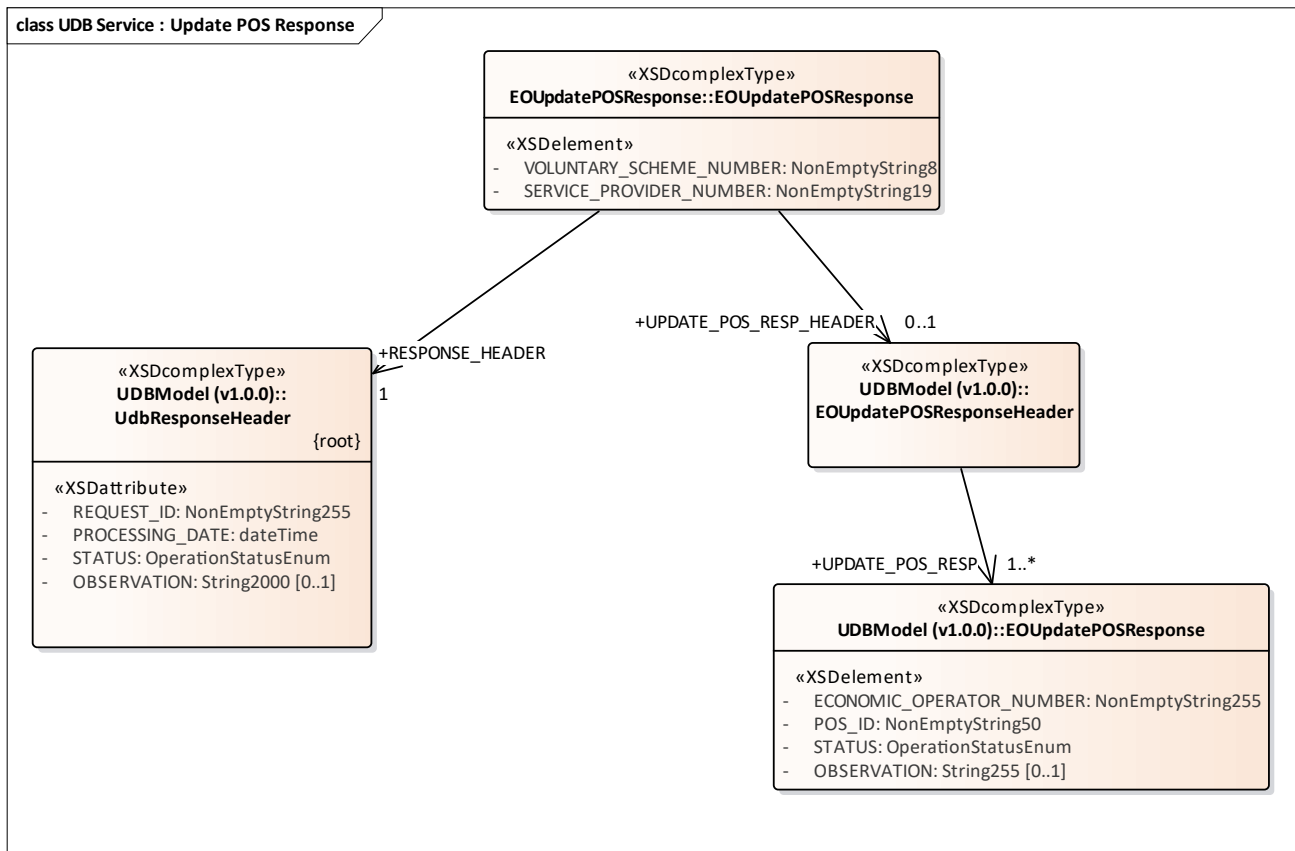 class UDB Service : Update POS Response
«XSDcomplexType»
EOUpdatePOSResponse::EOUpdatePOSResponse
«XSDelement»
- VOLUNTARY_SCHEME_NUMBER: NonEmptyString8
- SERVICE_PROVIDER_NUMBER: NonEmptyString19
+UPDATE_POS_RESP_HEADER 0..1
+RESPONSE_HEADER
1
«XSDcomplexType»
UDBModel (v1.0.0)::
UdbResponseHeader
{root}
«XSDattribute»
- REQUEST_ID: NonEmptyString255
- PROCESSING_DATE: dateTime
- STATUS: OperationStatusEnum
- OBSERVATION: String2000 [0..1]
«XSDcomplexType»
UDBModel (v1.0.0)::
EOUpdatePOSResponseHeader
+UPDATE_POS_RESP 1..*
«XSDcomplexType»
UDBModel (v1.0.0)::EOUpdatePOSResponse
«XSDelement»
- ECONOMIC_OPERATOR_NUMBER: NonEmptyString255
- POS_ID: NonEmptyString50
- STATUS: OperationStatusEnum
- OBSERVATION: String255 [0..1]